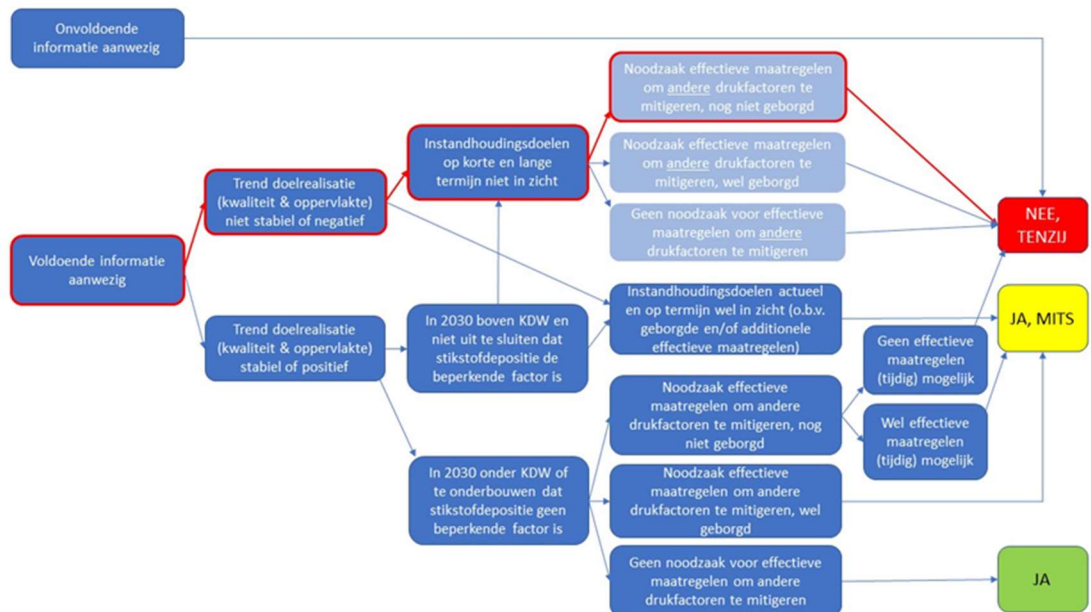 Onvoldoende
informatie aanwezig
Noodzaak effectieve maatregelen
om andere drukfactoren te
mitigeren, nog niet geborgd
Instandhoudingsdoelen
op korte en lange
termijn niet in zicht
Noodzaak effectieve maatregelen
om andere drukfactoren te
mitigeren, wel geborgd
Trend doelrealisatie
(kwaliteit & oppervlakte)
niet stabiel of negatief
Geen noodzaak voor effectieve
maatregelen om andere
drukfactoren te mitigeren
NEE,
TENZIJ
Voldoende informatie
aanwezig
Instandhoudingsdoelen actueel
en op termijn wel in zicht (o.b.v.
geborgde en/of additionele
effectieve maatregelen)
JA, MITS
Trend doelrealisatie
(kwaliteit & oppervlakte)
stabiel of positief
In 2030 boven KDW en
niet uit te sluiten dat
stikstofdepositie de
beperkende factor is
Geen effectieve
maatregelen
(tijdig) mogelijk
Noodzaak effectieve
maatregelen om andere
drukfactoren te mitigeren, nog
niet geborgd
Wel effectieve
maatregelen
(tijdig) mogelijk
In 2030 onder KDW of
te onderbouwen dat
stikstofdepositie geen
beperkende factor is
Noodzaak effectieve
maatregelen om andere
drukfactoren te mitigeren, wel
geborgd
Geen noodzaak voor effectieve
maatregelen om andere
drukfactoren te mitigeren
JA